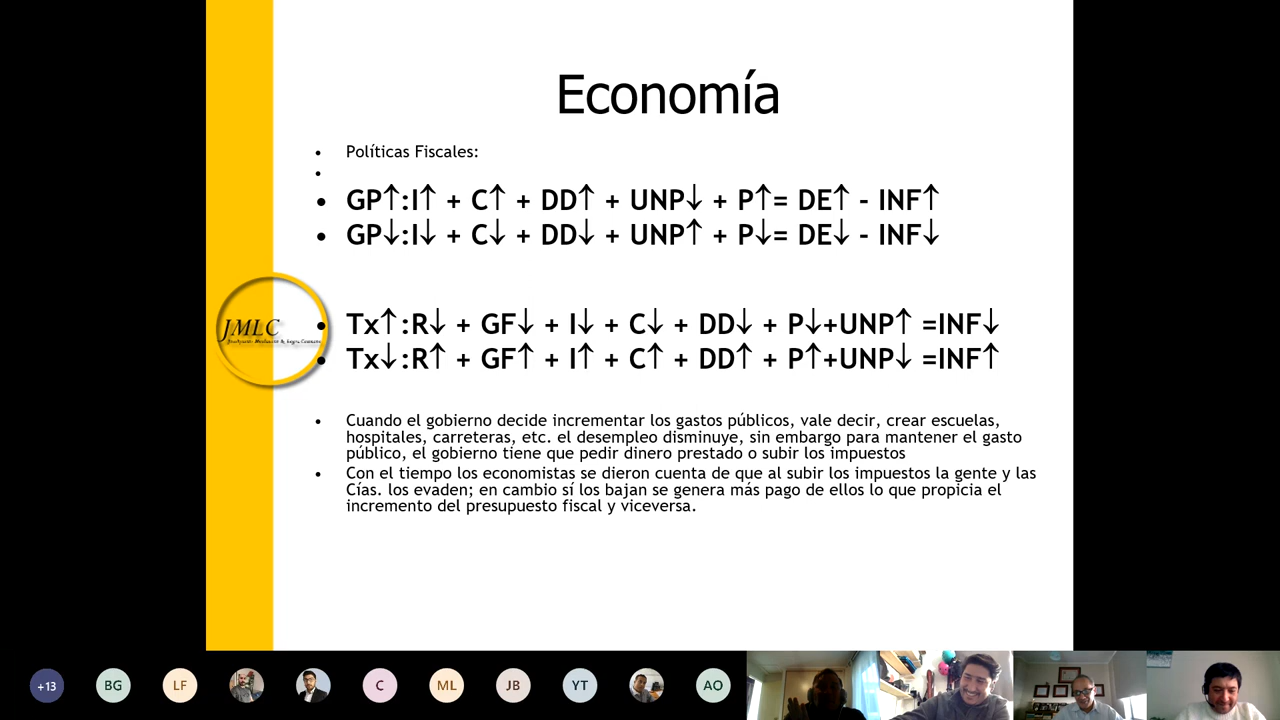 Economía
• Políticas Fiscales:
•
• GP↑:I↑ + C↑ + DD↑ + UNP↓ + P↑= DE↑ - INF↑
• GP↓:I↓ + C↓ + DD↓ + UNP↑ + P↓= DE↓ - INF↓
JMLC
• Tx↑:R↓ + GF↓ + I↓ + C↓ + DD↓ + P↓+UNP↑ =INF↓
• Tx↓:R↑ + GF↑ + I↑ + C↑ + DD↑ + P↑+UNP↓ =INF↑
• Cuando el gobierno decide incrementar los gastos públicos, vale decir, crear escuelas,
hospitales, carreteras, etc. el desempleo disminuye, sin embargo para mantener el gasto
público, el gobierno tiene que pedir dinero prestado o subir los impuestos
• Con el tiempo los economistas se dieron cuenta de que al subir los impuestos la gente y las
Cías. los evaden; en cambio sí los bajan se genera más pago de ellos lo que propicia el
incremento del presupuesto fiscal y viceversa.
+13 BG LF C ML JB YT AO